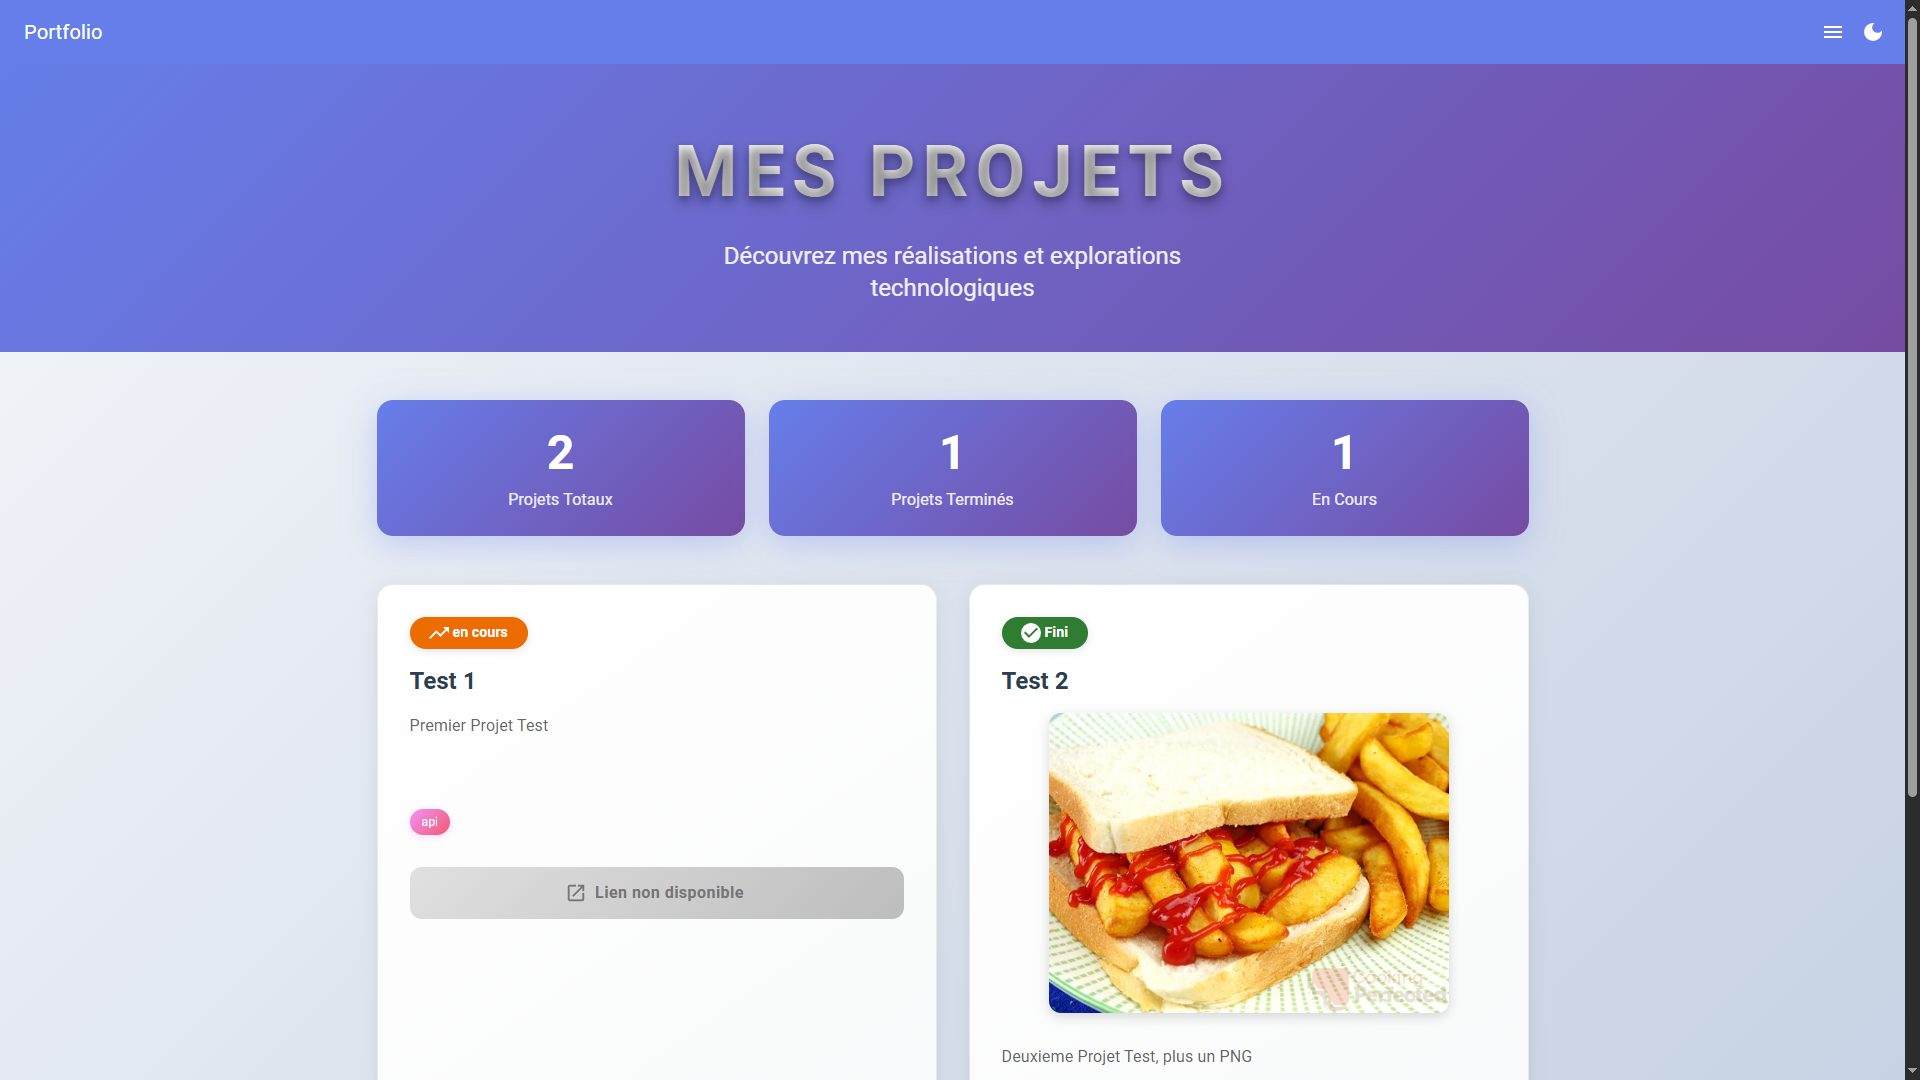 Portfolio
MES PROJETS
Découvrez mes réalisations et explorations
technologiques
2
Projets Totaux
1
Projets Terminés
1
En Cours
en cours
Test 1
Premier Projet Test
api
Lien non disponible
Fini
Test 2
Cooking
Perfected
Deuxieme Projet Test, plus un PNG